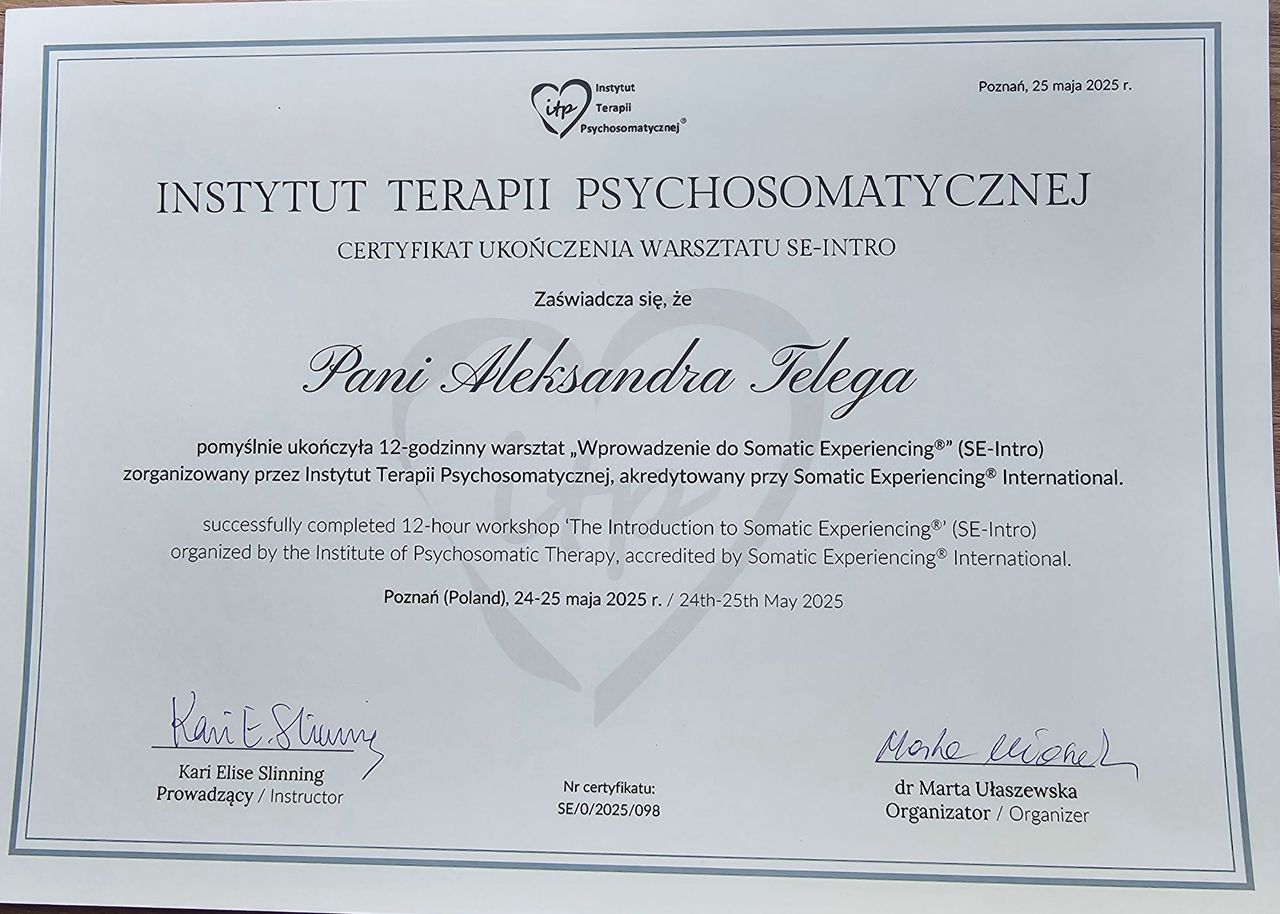 itp
Instytut
Terapii
Psychosomatycznej®
Poznań, 25 maja 2025 r.
INSTYTUT TERAPII PSYCHOSOMATYCZNEJ
CERTYFIKAT UKOŃCZENIA WARSZTATU SE-INTRO
Zaświadcza się, że
Pani Aleksandra Telega
pomyślnie ukończyła 12-godzinny warsztat „Wprowadzenie do Somatic Experiencing®” (SE-Intro)
zorganizowany przez Instytut Terapii Psychosomatycznej, akredytowany przy Somatic Experiencing® International.
successfully completed 12-hour workshop ‘The Introduction to Somatic Experiencing®’ (SE-Intro)
organized by the Institute of Psychosomatic Therapy, accredited by Somatic Experiencing® International.
itp
Poznań (Poland), 24-25 maja 2025 r. / 24th-25th May 2025
Kari E. Slinning
Kari Elise Slinning
Prowadzący / Instructor
Nr certyfikatu:
SE/0/2025/098
dr Marta Ułaszewska
Organizator / Organizer